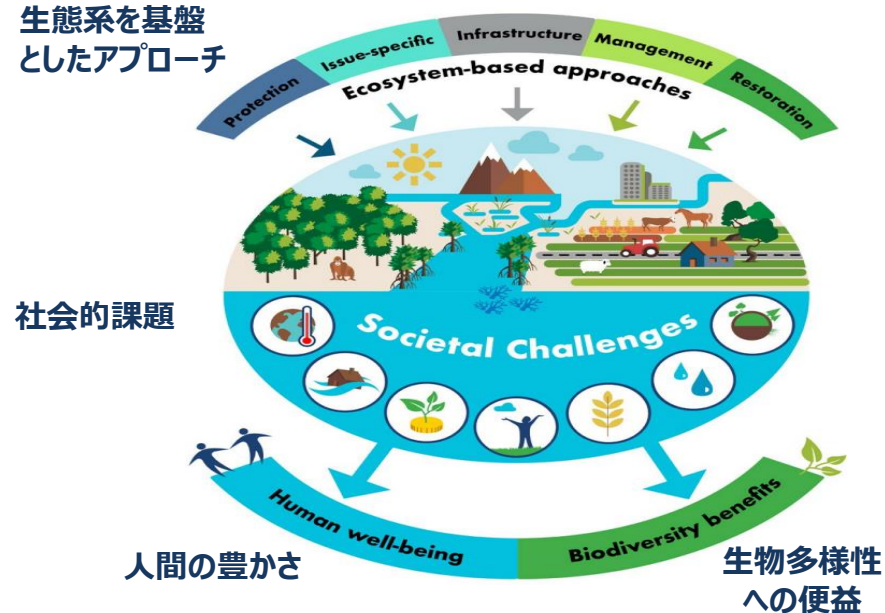 生態系を基盤
としたアプローチ
Protection
Issue-specific
Infrastructure
Management
Restoration
Ecosystem-based approaches
社会的課題
Societal Challenges
Human well-being
Biodiversity benefits
人間の豊かさ
生物多様性
への便益